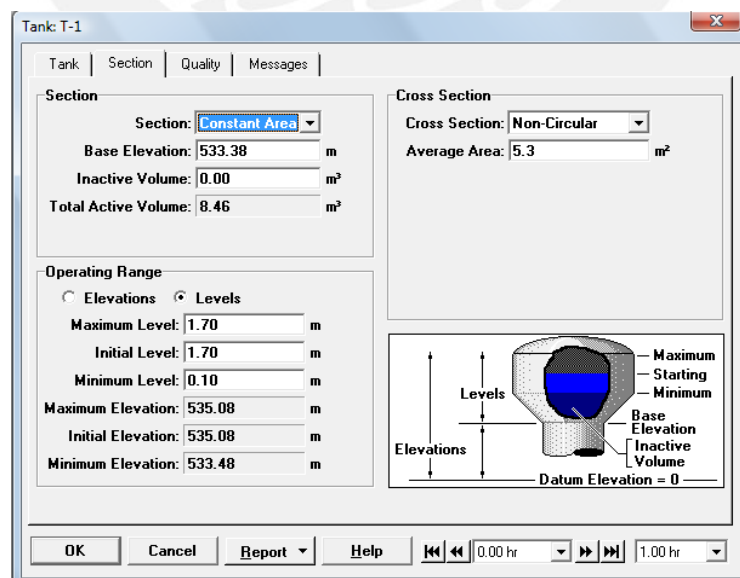 Tank: T-1
Tank Section Quality Messages
Section
Section: Constant Area
Base Elevation: 533.38 m
Inactive Volume: 0.00 m³
Total Active Volume: 8.46 m³
Cross Section
Cross Section: Non-Circular
Average Area: 5.3 m²
Operating Range
Elevations Levels
Maximum Level: 1.70 m
Initial Level: 1.70 m
Minimum Level: 0.10 m
Maximum Elevation: 535.08 m
Initial Elevation: 535.08 m
Minimum Elevation: 533.48 m
Maximum
Starting
Levels Minimum
Base
Elevation
Elevations Inactive
Volume
Datum Elevation = 0
OK Cancel Report Help 0.00 hr 1.00 hr